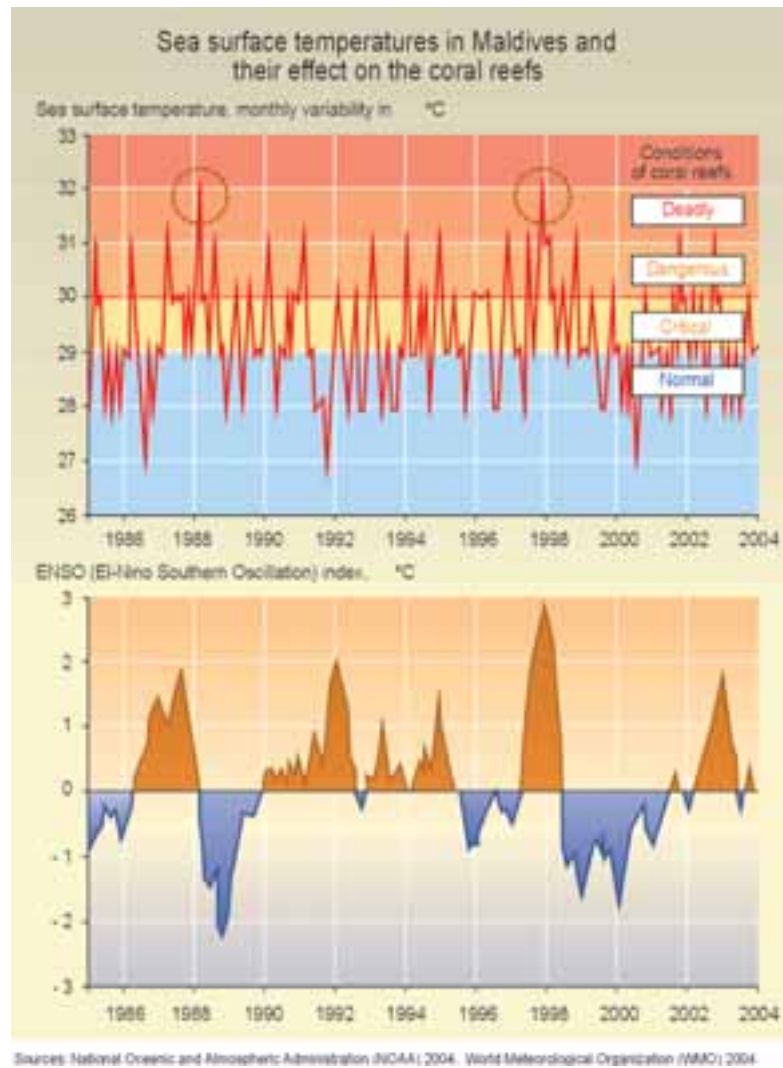 Sea surface temperatures in Maldives and
their effect on the coral reefs
Sea surface temperature, monthly variability in °C
33
32
31
30
29
28
27
26
Conditions
of coral reefs
Deadly
Dangerous
Critical
Normal
1986 1988 1990 1992 1994 1996 1998 2000 2002 2004
ENSO (El-Nino Southern Oscillation) index, °C
3
2
1
0
-1
-2
-3
1986 1988 1990 1992 1994 1996 1998 2000 2002 2004
Sources: National Oceanic and Atmospheric Administration (NOAA) 2004. World Meteorological Organization (WMO) 2004